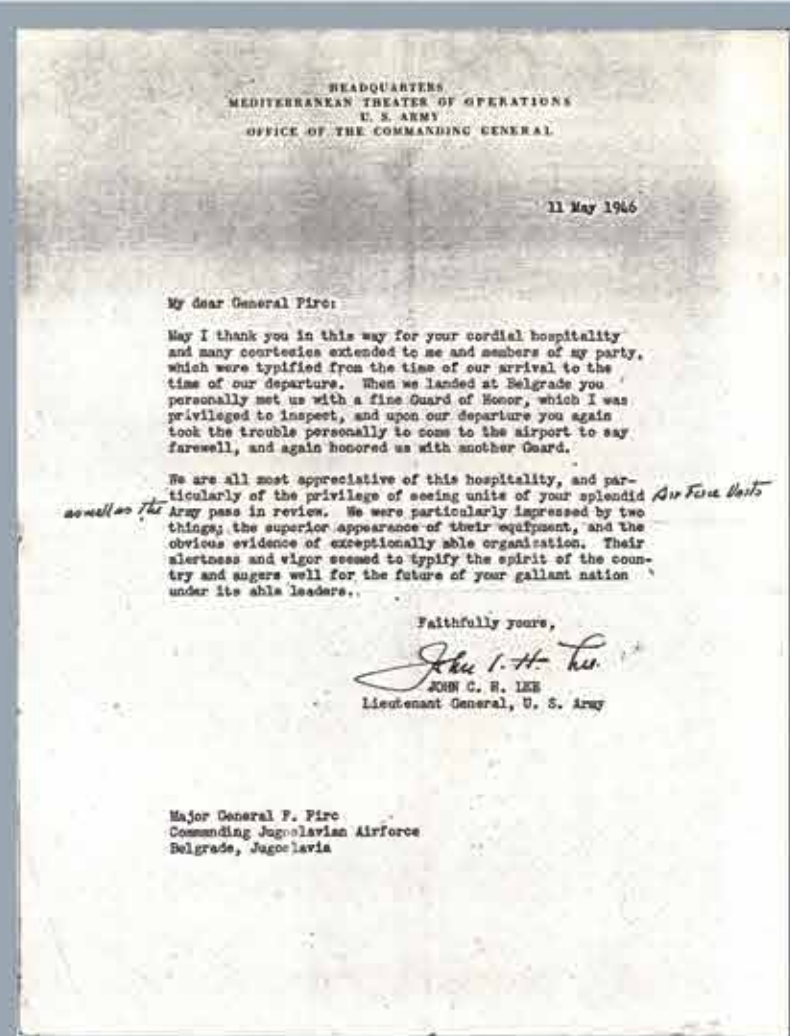 HEADQUARTERS
MEDITERRANEAN THEATER OF OPERATIONS
U. S. ARMY
OFFICE OF THE COMMANDING GENERAL
11 May 1946
My dear General Pirc:
May I thank you in this way for your cordial hospitality
and many courtesies extended to me and members of my party,
which were typified from the time of our arrival to the
time of our departure. When we landed at Belgrade you
personally met us with a fine Guard of Honor, which I was
privileged to inspect, and upon our departure you again
took the trouble personally to come to the airport to say
farewell, and again honored us with another Guard.
We are all most appreciative of this hospitality, and par-
ticularly of the privilege of seeing units of your splendid Air Force Units
as well as the Army pass in review. We were particularly impressed by two
things; the superior appearance of their equipment, and the
obvious evidence of exceptionally able organization. Their
alertness and vigor seemed to typify the spirit of the coun-
try and augers well for the future of your gallant nation
under its able leaders.
Faithfully yours,
John C. H. Lee
JOHN C. H. LEE
Lieutenant General, U. S. Army
Major General F. Pirc
Commanding Jugoslavian Airforce
Belgrade, Jugoslavia